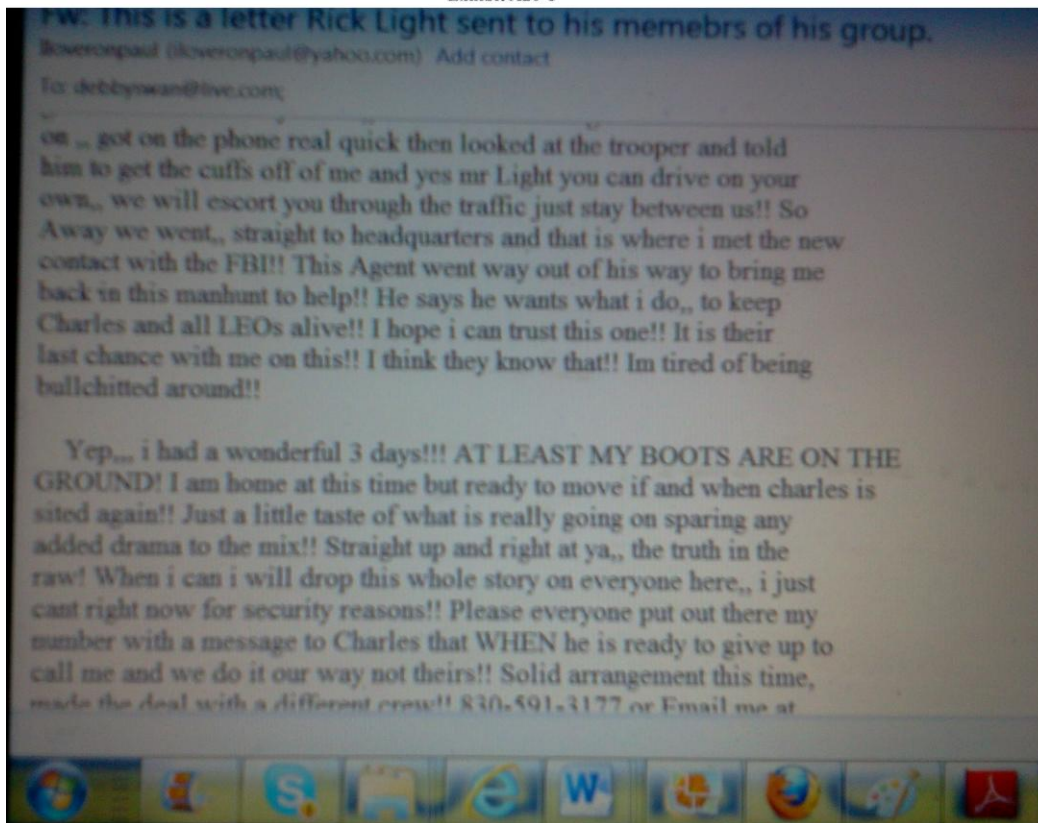 Fw: This is a letter Rick Light sent to his memebrs of his group.
iloveronpaul (iloveronpaul@yahoo.com) Add contact
To: debbyswan@live.com;
on ,, got on the phone real quick then looked at the trooper and told
him to get the cuffs off of me and yes mr Light you can drive on your
own,, we will escort you through the traffic just stay between us!! So
Away we went,, straight to headquarters and that is where i met the new
contact with the FBI!! This Agent went way out of his way to bring me
back in this manhunt to help!! He says he wants what i do,, to keep
Charles and all LEOs alive!! I hope i can trust this one!! It is their
last chance with me on this!! I think they know that!! Im tired of being
bullchitted around!!
Yep,,, i had a wonderful 3 days!!! AT LEAST MY BOOTS ARE ON THE
GROUND! I am home at this time but ready to move if and when charles is
sited again!! Just a little taste of what is really going on sparing any
added drama to the mix!! Straight up and right at ya,, the truth in the
raw! When i can i will drop this whole story on everyone here,, i just
cant right now for security reasons!! Please everyone put out there my
number with a message to Charles that WHEN he is ready to give up to
call me and we do it our way not theirs!! Solid arrangement this time,
made the deal with a different crew!! 830-591-3177 or Email me at